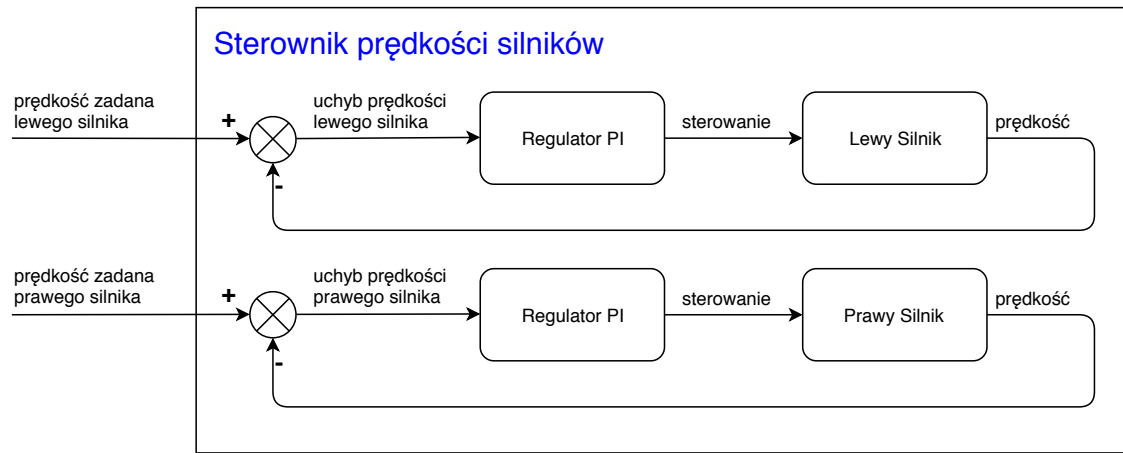 Sterownik prędkości silników
prędkość zadana
lewego silnika
+
-
uchyb prędkości
lewego silnika
Regulator PI
sterowanie
Lewy Silnik
prędkość
prędkość zadana
prawego silnika
+
-
uchyb prędkości
prawego silnika
Regulator PI
sterowanie
Prawy Silnik
prędkość